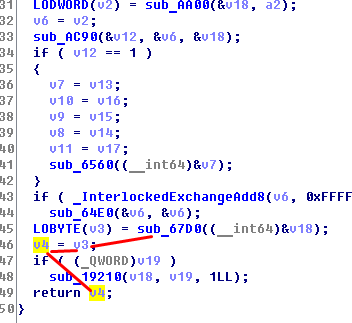 31 LODWORD(v2) = sub_AA00(&v18, a2);
32 v6 = v2;
33 sub_AC90(&v12, &v6, &v18);
34 if ( v12 == 1 )
35 {
36 v7 = v13;
37 v10 = v16;
38 v9 = v15;
39 v8 = v14;
40 v11 = v17;
41 sub_6560((__int64)&v7);
42 }
43 if ( _InterlockedExchangeAdd8(v6, 0xFFFF
44 sub_64E0(&v6, &v6);
45 LOBYTE(v3) = sub_67D0((__int64)&v18);
46 v4 = v3;
47 if ( (_QWORD)v19 )
48 sub_19210(v18, v19, 1LL);
49 return v4;
50 }